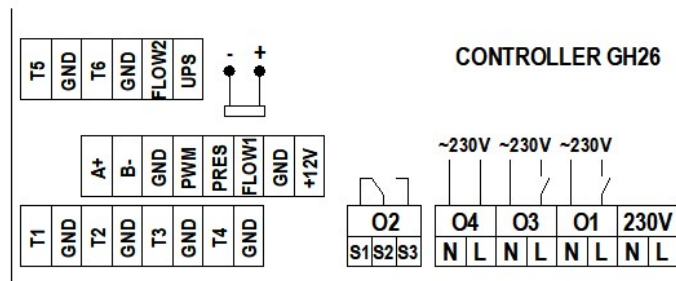 T5 GND T6 GND FLOW2 UPS
- +
CONTROLLER GH26
A+ B- GND PWM PRES FLOW1 GND +12V
~230V ~230V ~230V
T1 GND T2 GND T3 GND T4 GND
O2 O4 O3 O1 230V
S1 S2 S3 N L N L N L N L